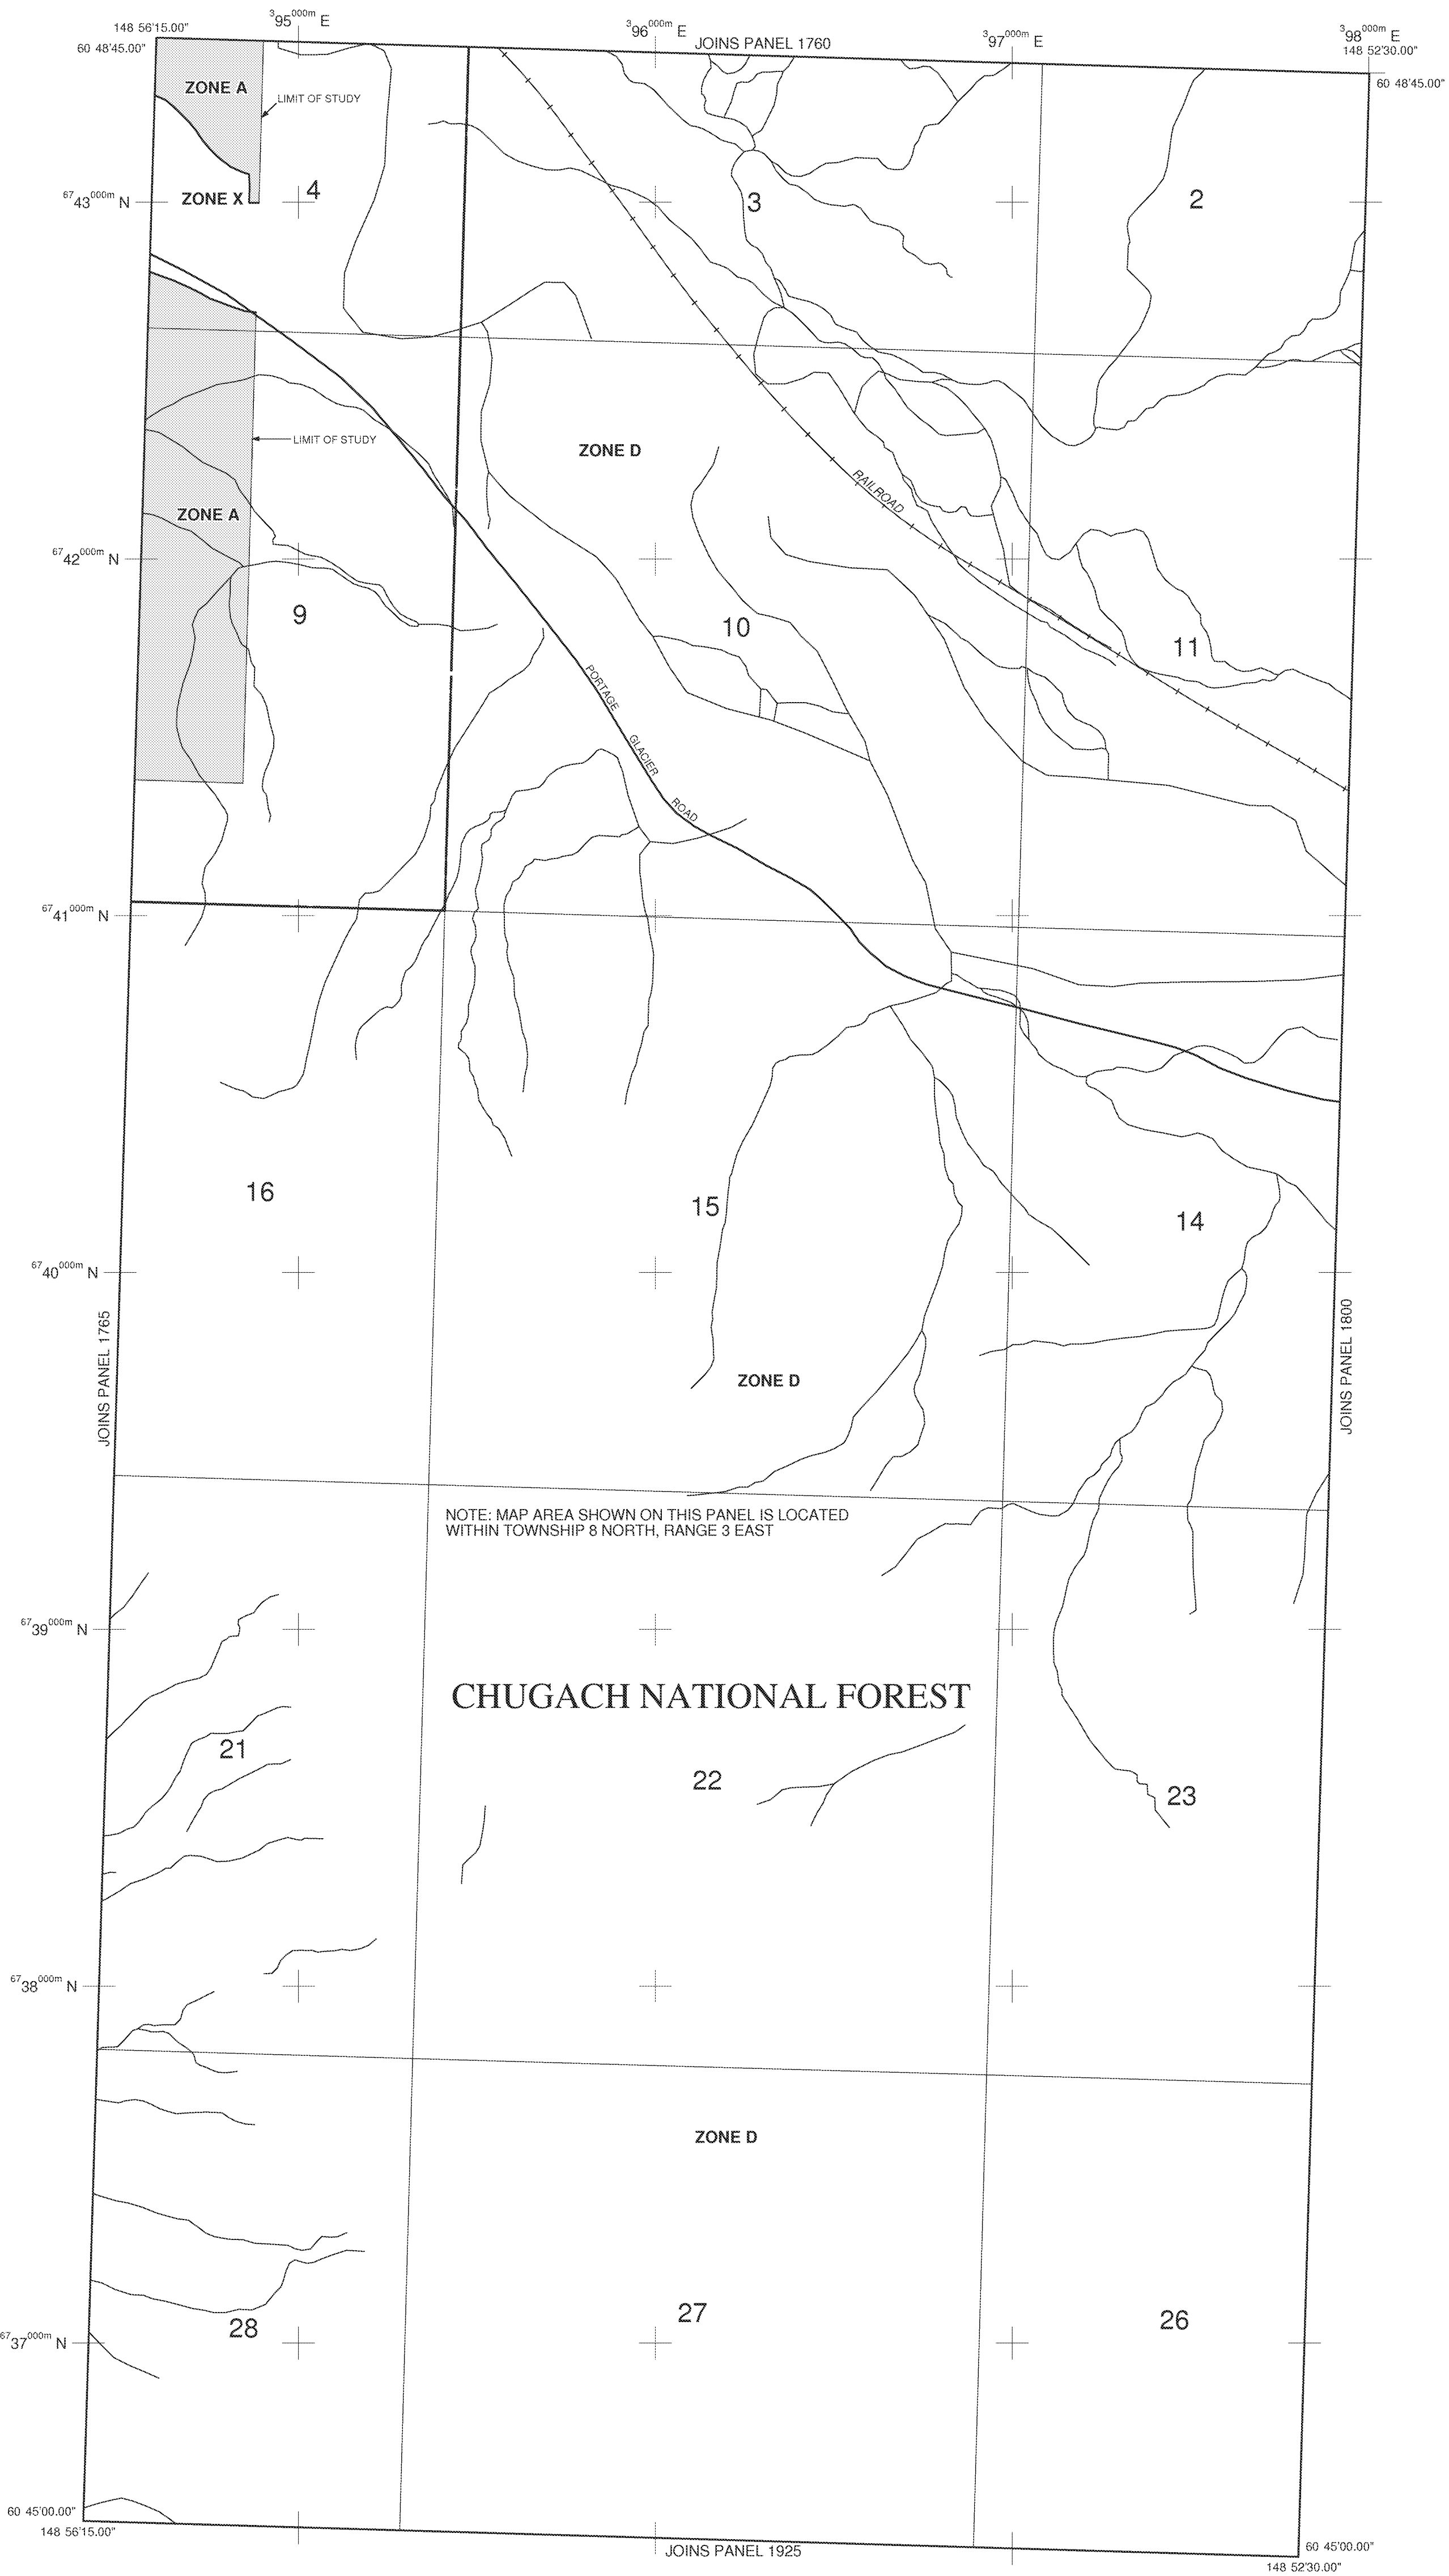 148 56'15.00"
395000m E
396000m E
JOINS PANEL 1760
397000m E
398000m E
148 52'30.00"
60 48'45.00"
60 48'45.00"
ZONE A
LIMIT OF STUDY
ZONE X
4
3
2
6743000m N
LIMIT OF STUDY
ZONE D
RAILROAD
ZONE A
6742000m N
9
10
11
PORTAGE
GLACIER
ROAD
6741000m N
16
15
14
6740000m N
JOINS PANEL 1765
JOINS PANEL 1800
ZONE D
NOTE: MAP AREA SHOWN ON THIS PANEL IS LOCATED
WITHIN TOWNSHIP 8 NORTH, RANGE 3 EAST
6739000m N
CHUGACH NATIONAL FOREST
21
22
23
6738000m N
ZONE D
28
27
26
6737000m N
60 45'00.00"
148 56'15.00"
JOINS PANEL 1925
60 45'00.00"
148 52'30.00"